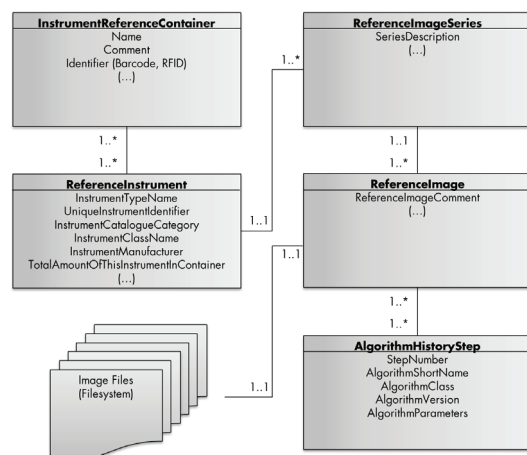 InstrumentReferenceContainer
Name
Comment
Identifier (Barcode, RFID)
(...)
ReferenceImageSeries
SeriesDescription
(...)
1..*
1..*
1..*
1..1
1..*
ReferenceInstrument
InstrumentTypeName
UniqueInstrumentIdentifier
InstrumentCatalogueCategory
InstrumentClassName
InstrumentManufacturer
TotalAmountOfThisInstrumentInContainer
(...)
1..1
ReferenceImage
ReferenceImageComment
(...)
1..1
1..*
1..*
Image Files
(Filesystem)
1..1
AlgorithmHistoryStep
StepNumber
AlgorithmShortName
AlgorithmClass
AlgorithmVersion
AlgorithmParameters